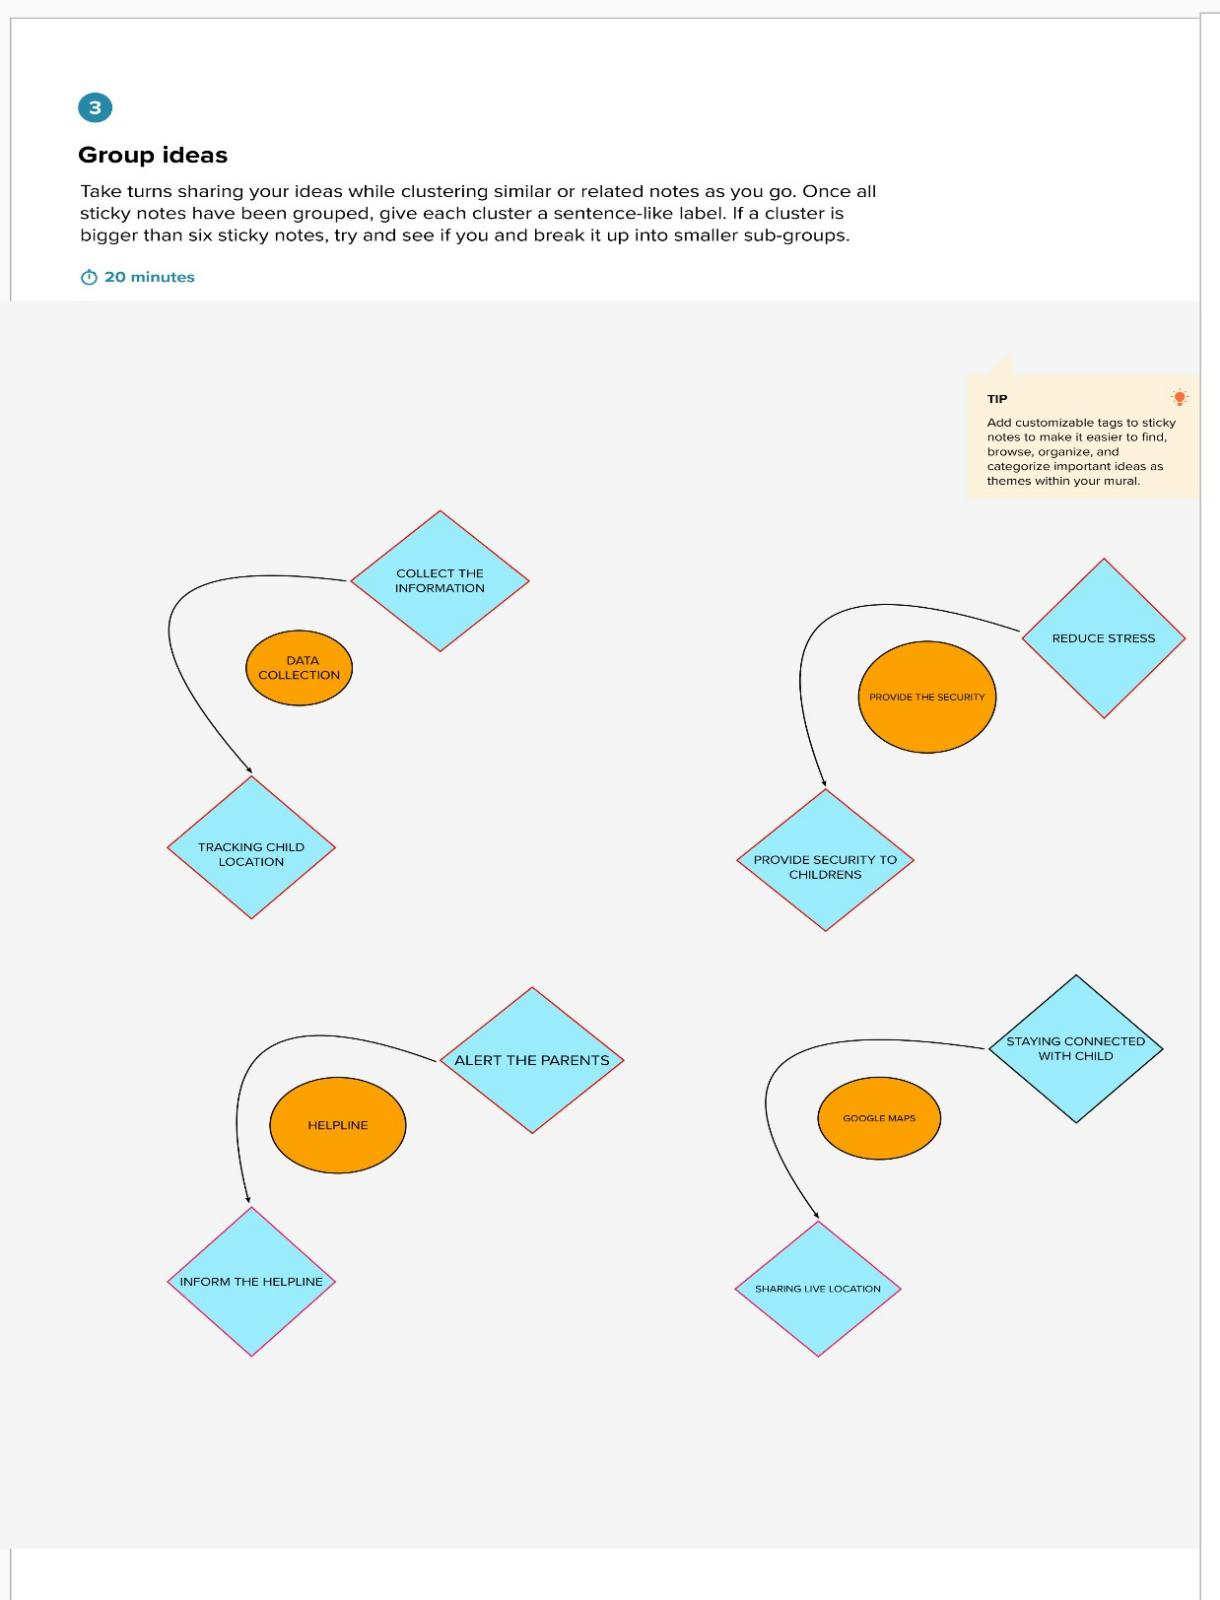 3
Group ideas
Take turns sharing your ideas while clustering similar or related notes as you go. Once all
sticky notes have been grouped, give each cluster a sentence-like label. If a cluster is
bigger than six sticky notes, try and see if you and break it up into smaller sub-groups.
20 minutes
TIP
Add customizable tags to sticky
notes to make it easier to find,
browse, organize, and
categorize important ideas as
themes within your mural.
COLLECT THE
INFORMATION
DATA
COLLECTION
TRACKING CHILD
LOCATION
REDUCE STRESS
PROVIDE THE SECURITY
PROVIDE SECURITY TO
CHILDRENS
ALERT THE PARENTS
HELPLINE
INFORM THE HELPLINE
STAYING CONNECTED
WITH CHILD
GOOGLE MAPS
SHARING LIVE LOCATION